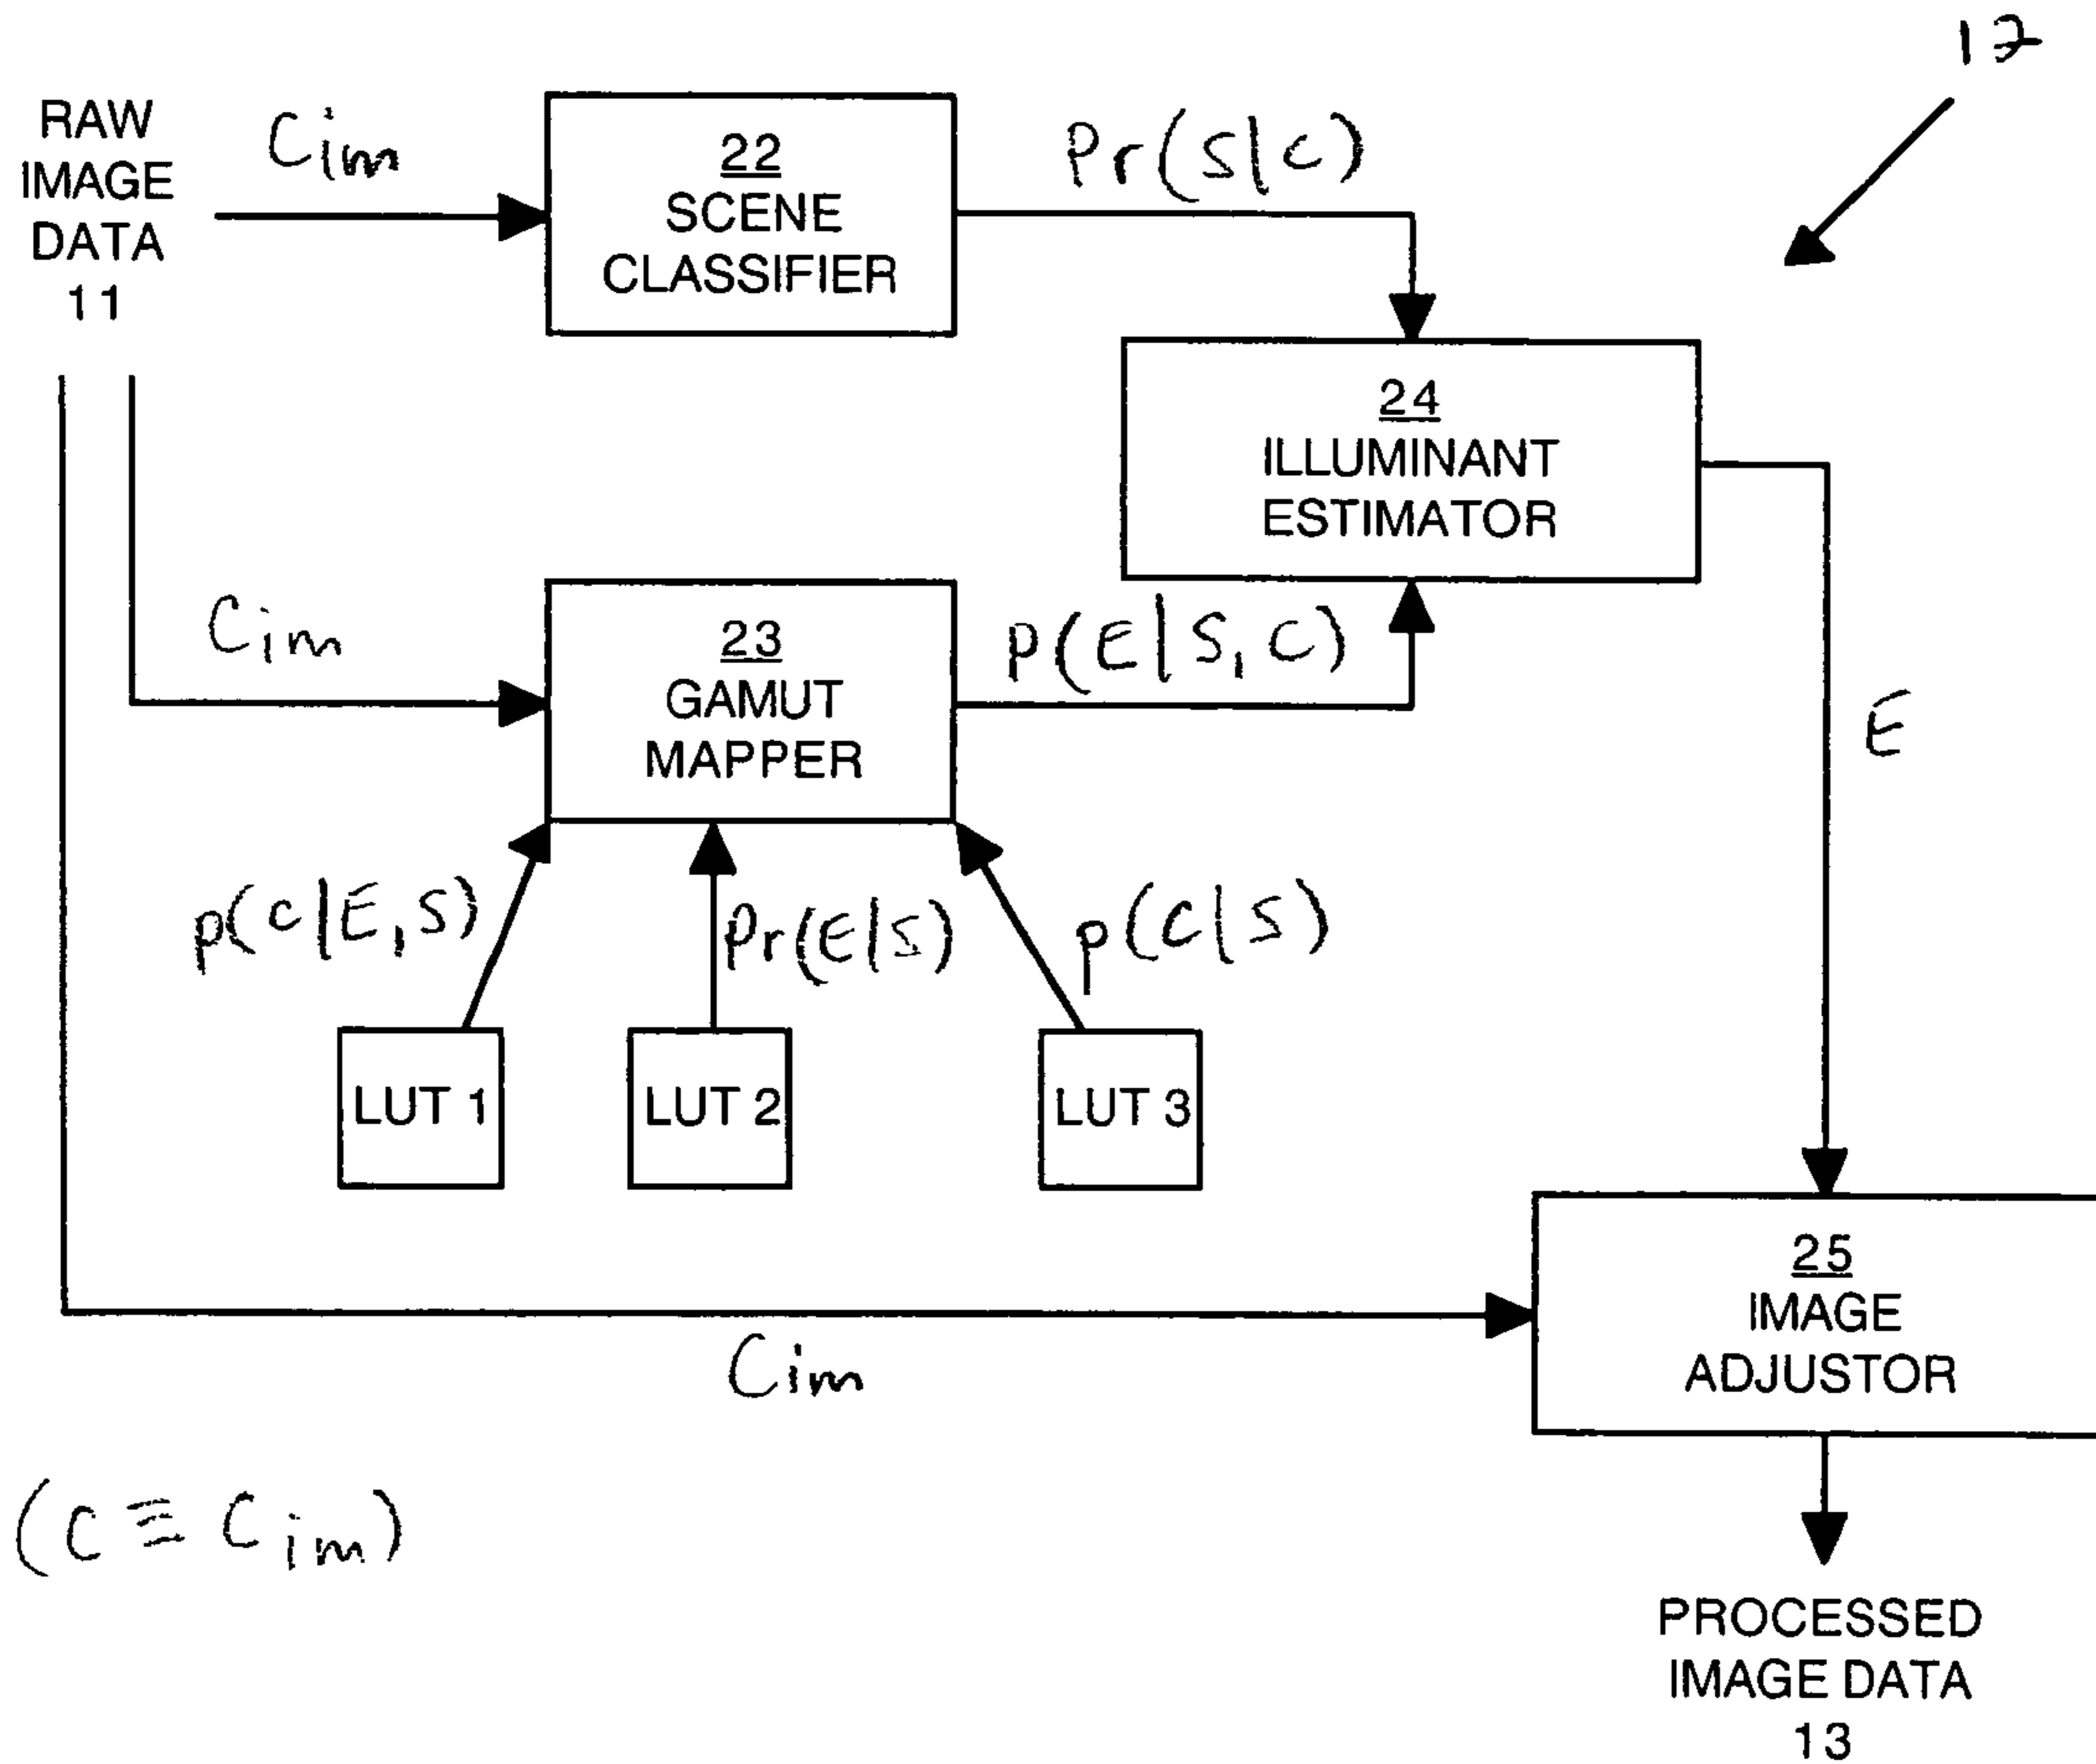 12
RAW
IMAGE
DATA
11
Cim
22
SCENE
CLASSIFIER
Pr(S|C)
24
ILLUMINANT
ESTIMATOR
Cim
23
GAMUT
MAPPER
p(E|S,C)
E
p(C|E,S)
Pr(E|S)
p(C|S)
LUT 1
LUT 2
LUT 3
25
IMAGE
ADJUSTOR
Cim
(C ≡ Cim)
PROCESSED
IMAGE DATA
13